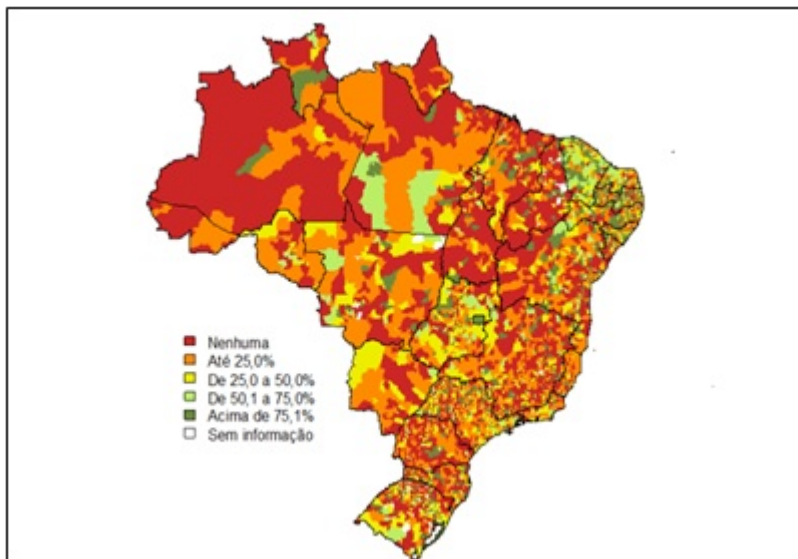 Nenhuma
Até 25,0%
De 25,0 a 50,0%
De 50,1 a 75,0%
Acima de 75,1%
Sem informação